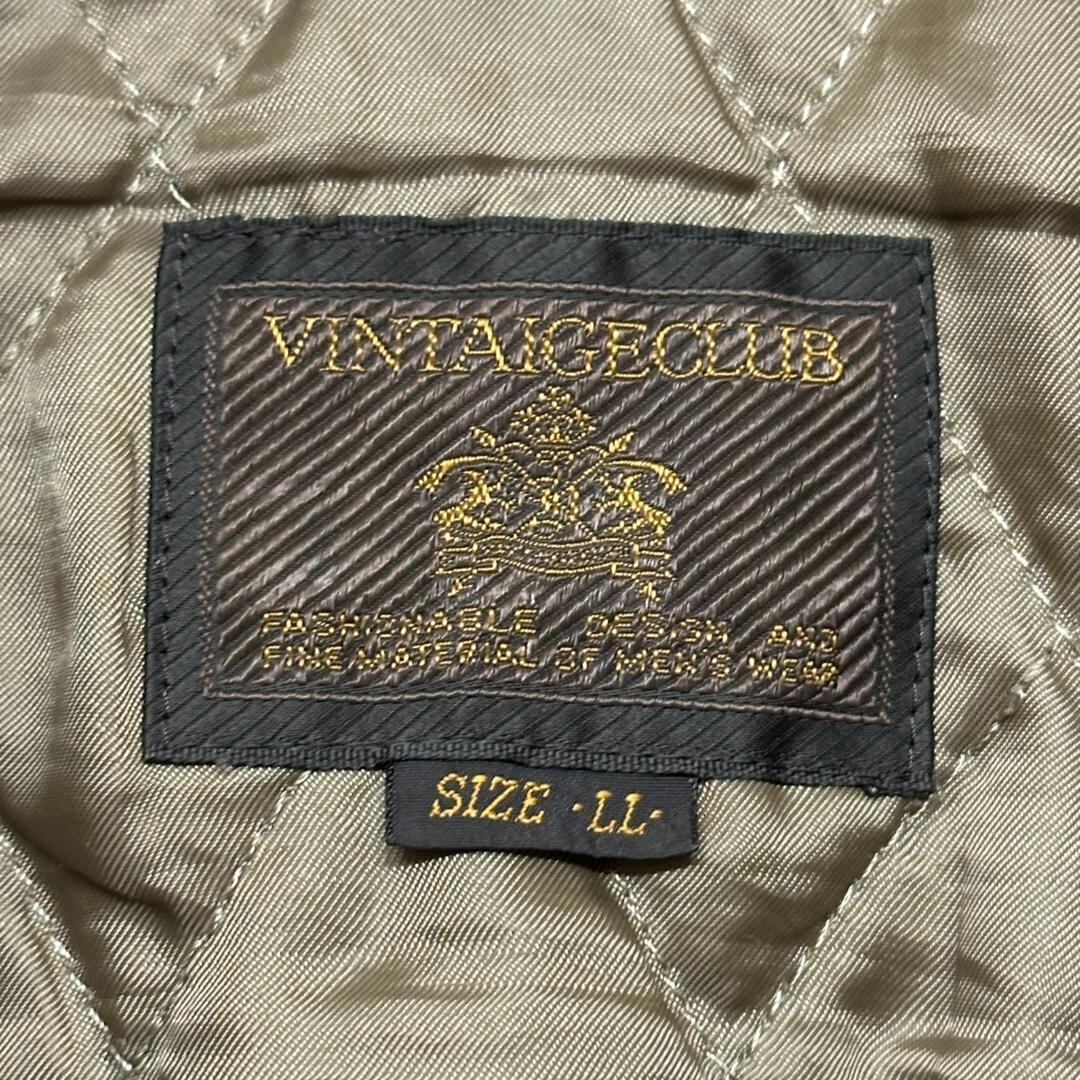 VINTAIGECLUB
FASHIONABLE DESIGN AND
FINE MATERIAL OF MEN'S WEAR
SIZE ·LL·